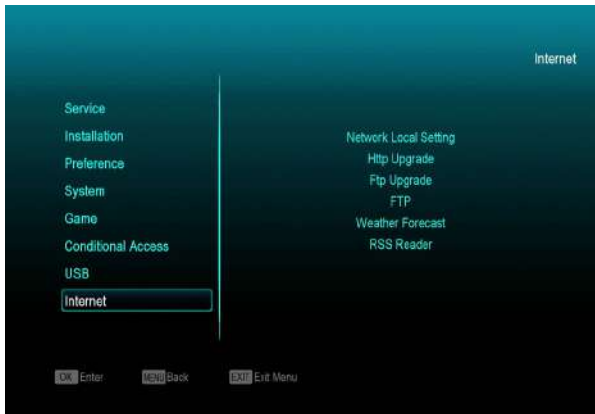 Internet
Service
Installation
Preference
System
Game
Conditional Access
USB
Internet
Network Local Setting
Http Upgrade
Ftp Upgrade
FTP
Weather Forecast
RSS Reader
OK Enter MENU Back EXIT Exit Menu